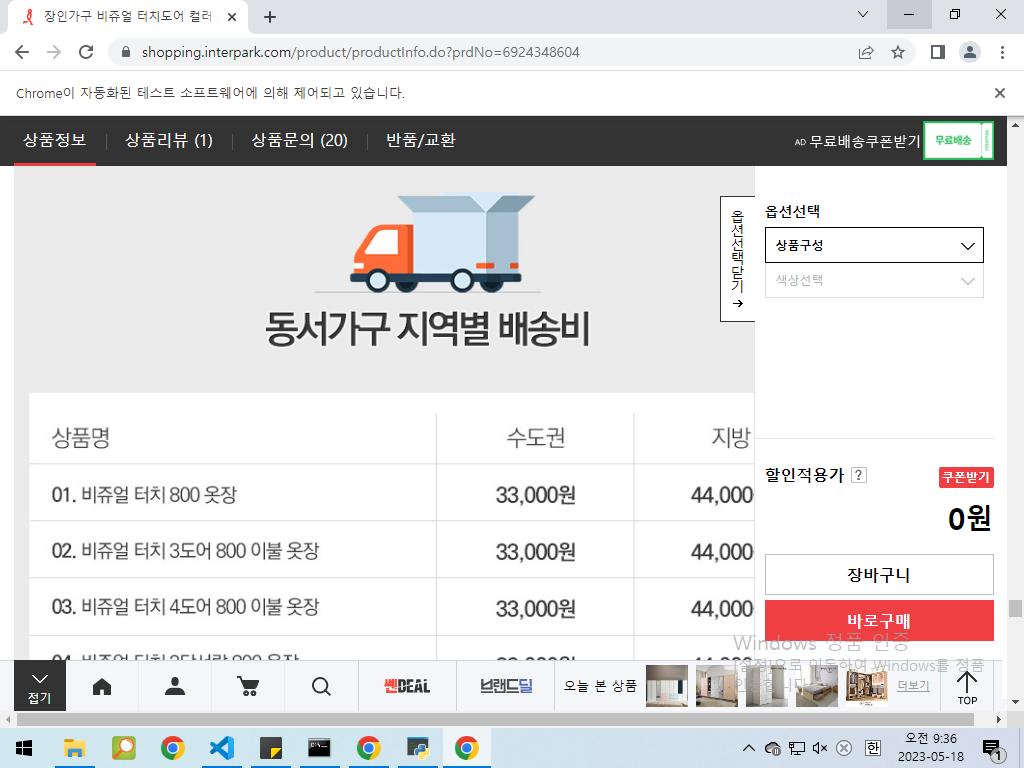 장인가구 비쥬얼 터치도어 컬러
shopping.interpark.com/product/productInfo.do?prdNo=6924348604
Chrome이 자동화된 테스트 소프트웨어에 의해 제어되고 있습니다.
상품정보
상품리뷰 (1)
상품문의 (20)
반품/교환
AD 무료배송쿠폰받기
무료배송
옵션선택닫기
옵션선택
상품구성
색상선택
동서가구 지역별 배송비
상품명 수도권 지방
01. 비쥬얼 터치 800 옷장 33,000원 44,000
02. 비쥬얼 터치 3도어 800 이불 옷장 33,000원 44,000
03. 비쥬얼 터치 4도어 800 이불 옷장 33,000원 44,000
할인적용가 ?
쿠폰받기
0원
장바구니
바로구매
Windows 정품 인증
[설정]으로 이동하여 Windows를 정품
접기
쎈DEAL
브랜드딜
오늘 본 상품
더보기
TOP
한
오전 9:36
2023-05-18
1